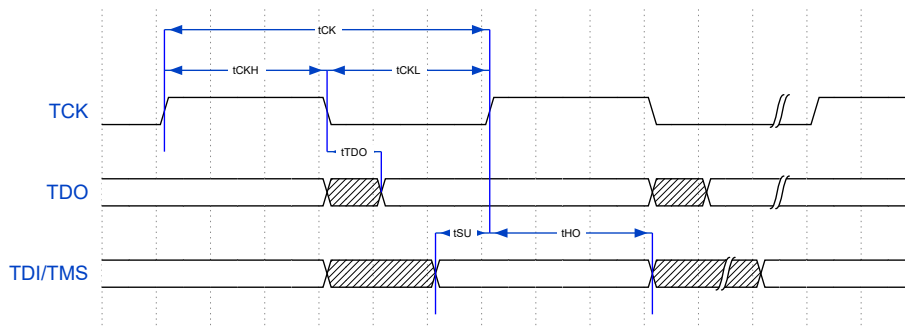 tCK
tCKH
tCKL
TCK
tTDO
TDO
tSU
tHO
TDI/TMS